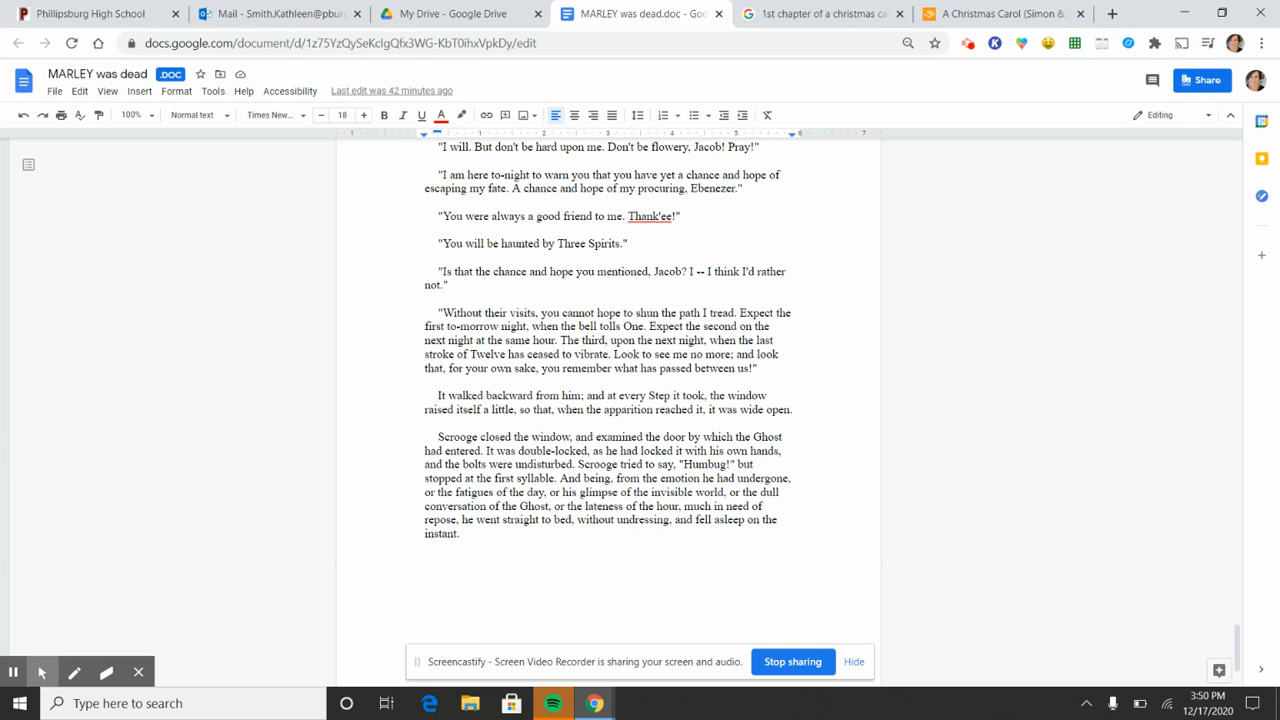 Phillipsburg High School
Mail - Smith.Kathleen@pburg
My Drive - Google Drive
MARLEY was dead.doc - Goo
1st chapter of a christmas ca
A Christmas Carol (Simon &
docs.google.com/document/d/1z75YzQySeKcIgQfx3WG-KbT0ihxVpkDy/edit
MARLEY was dead .DOC
Share
File Edit View Insert Format Tools Help Accessibility Last edit was 42 minutes ago
100% Normal text Times New... 18 B I U A Editing
1 1 2 3 4 5 6 7
"I will. But don't be hard upon me. Don't be flowery, Jacob! Pray!"
"I am here to-night to warn you that you have yet a chance and hope of
escaping my fate. A chance and hope of my procuring, Ebenezer."
"You were always a good friend to me. Thank'ee!"
"You will be haunted by Three Spirits."
"Is that the chance and hope you mentioned, Jacob? I -- I think I'd rather
not."
"Without their visits, you cannot hope to shun the path I tread. Expect the
first to-morrow night, when the bell tolls One. Expect the second on the
next night at the same hour. The third, upon the next night, when the last
stroke of Twelve has ceased to vibrate. Look to see me no more; and look
that, for your own sake, you remember what has passed between us!"
It walked backward from him; and at every Step it took, the window
raised itself a little, so that, when the apparition reached it, it was wide open.
Scrooge closed the window, and examined the door by which the Ghost
had entered. It was double-locked, as he had locked it with his own hands,
and the bolts were undisturbed. Scrooge tried to say, "Humbug!" but
stopped at the first syllable. And being, from the emotion he had undergone,
or the fatigues of the day, or his glimpse of the invisible world, or the dull
conversation of the Ghost, or the lateness of the hour, much in need of
repose, he went straight to bed, without undressing, and fell asleep on the
instant.
Screencastify - Screen Video Recorder is sharing your screen and audio. Stop sharing Hide
Type here to search
3:50 PM
12/17/2020